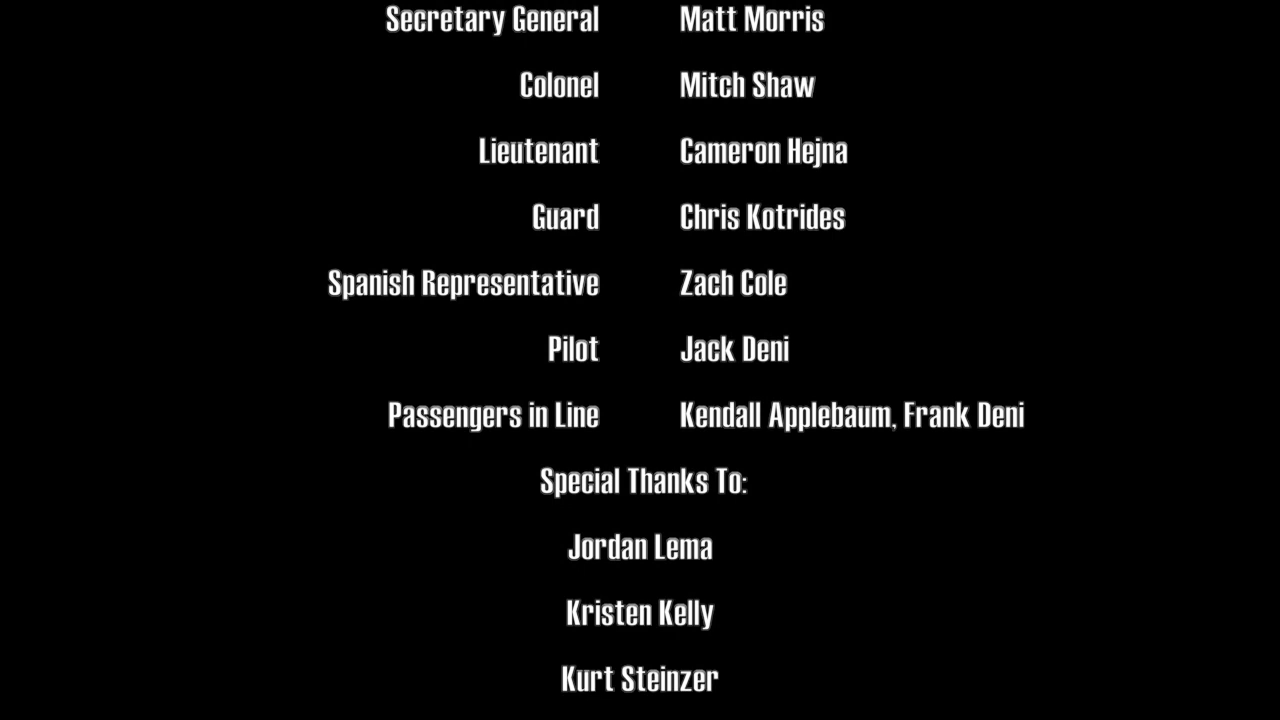 Secretary General Matt Morris
Colonel Mitch Shaw
Lieutenant Cameron Hejna
Guard Chris Kotrides
Spanish Representative Zach Cole
Pilot Jack Deni
Passengers in Line Kendall Applebaum, Frank Deni
Special Thanks To:
Jordan Lema
Kristen Kelly
Kurt Steinzer